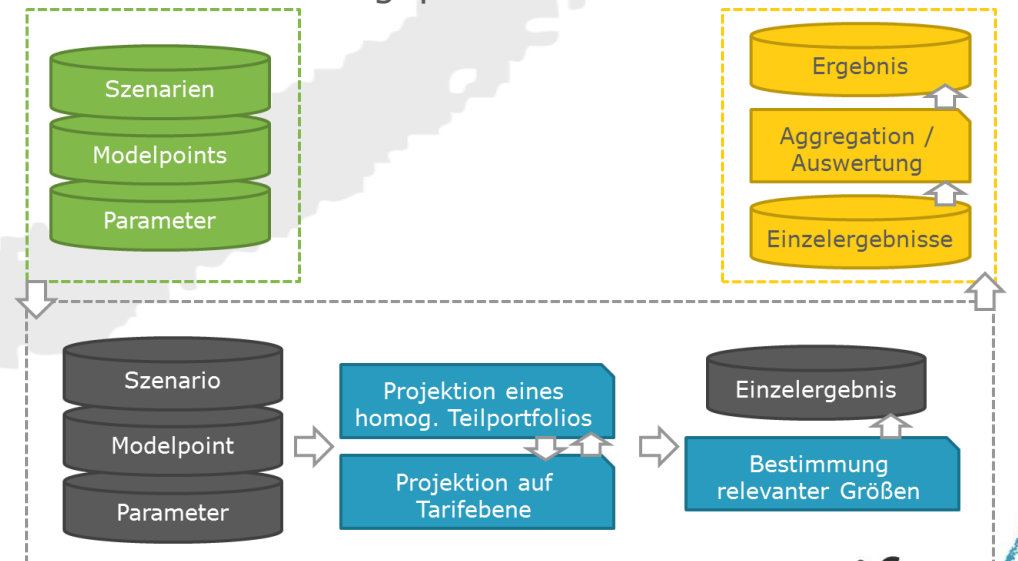 Szenarien
Modelpoints
Parameter
Ergebnis
Aggregation /
Auswertung
Einzelergebnisse
Szenario
Modelpoint
Parameter
Projektion eines
homog. Teilportfolios
Projektion auf
Tarifebene
Einzelergebnis
Bestimmung
relevanter Größen